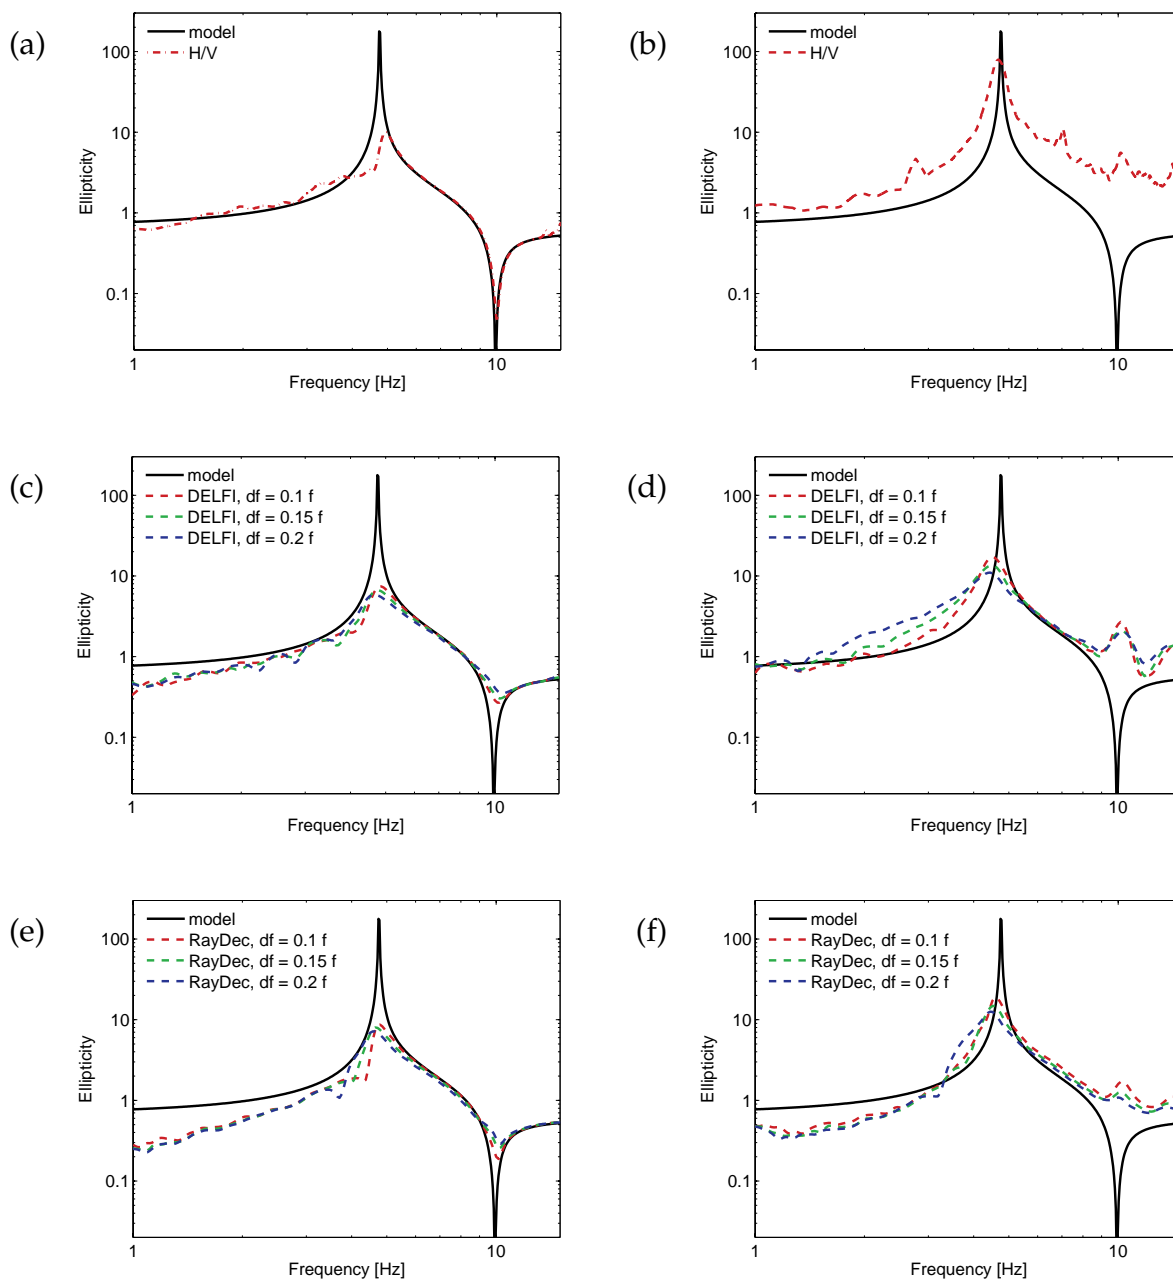 (a)
model
H/V
100
10
1
0.1
Ellipticity
1
10
Frequency [Hz]
(b)
model
H/V
100
10
1
0.1
Ellipticity
1
10
Frequency [Hz]
(c)
model
DELFI, df = 0.1 f
DELFI, df = 0.15 f
DELFI, df = 0.2 f
100
10
1
0.1
Ellipticity
1
10
Frequency [Hz]
(d)
model
DELFI, df = 0.1 f
DELFI, df = 0.15 f
DELFI, df = 0.2 f
100
10
1
0.1
Ellipticity
1
10
Frequency [Hz]
(e)
model
RayDec, df = 0.1 f
RayDec, df = 0.15 f
RayDec, df = 0.2 f
100
10
1
0.1
Ellipticity
1
10
Frequency [Hz]
(f)
model
RayDec, df = 0.1 f
RayDec, df = 0.15 f
RayDec, df = 0.2 f
100
10
1
0.1
Ellipticity
1
10
Frequency [Hz]